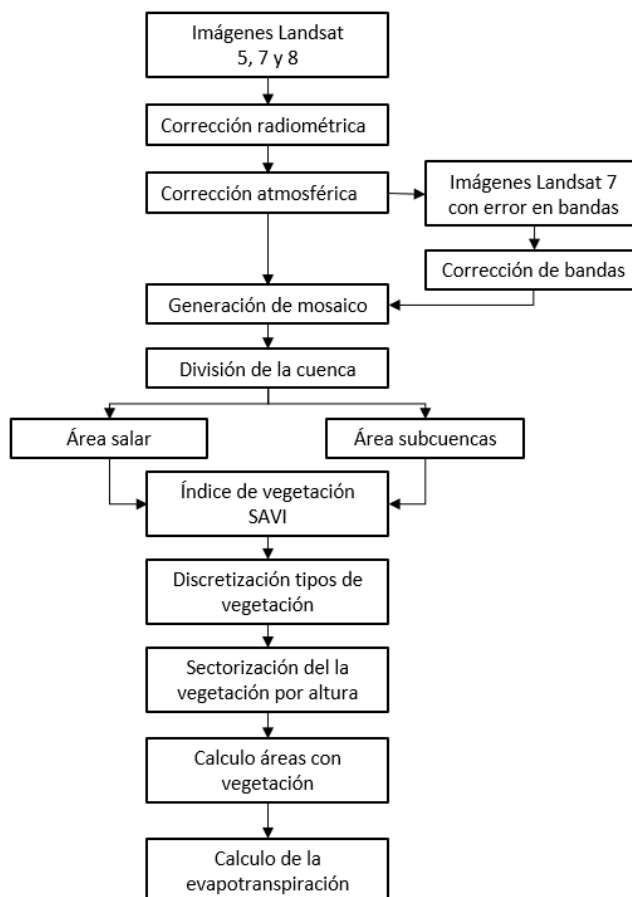 Imágenes Landsat
5, 7 y 8
Corrección radiométrica
Corrección atmosférica
Imágenes Landsat 7
con error en bandas
Corrección de bandas
Generación de mosaico
División de la cuenca
Área salar
Área subcuencas
Índice de vegetación
SAVI
Discretización tipos de
vegetación
Sectorización del la
vegetación por altura
Calculo áreas con
vegetación
Calculo de la
evapotranspiración